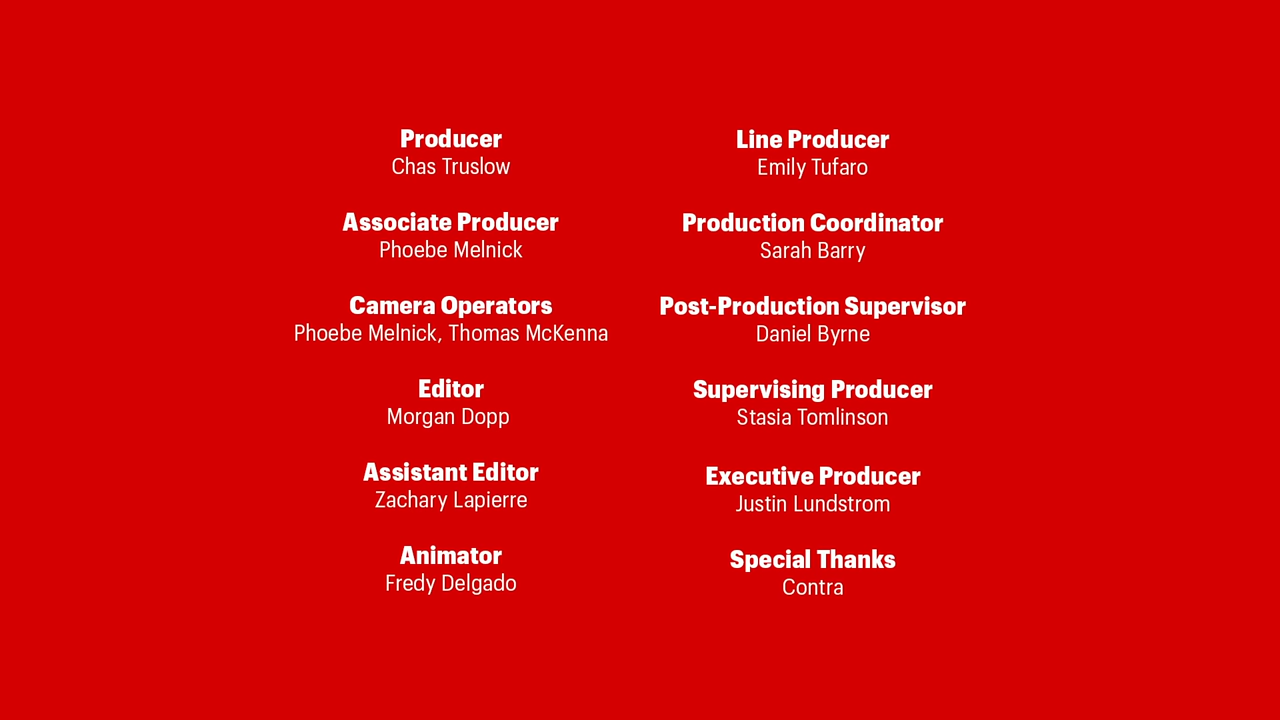 Producer
Chas Truslow
Associate Producer
Phoebe Melnick
Camera Operators
Phoebe Melnick, Thomas McKenna
Editor
Morgan Dopp
Assistant Editor
Zachary Lapierre
Animator
Fredy Delgado
Line Producer
Emily Tufaro
Production Coordinator
Sarah Barry
Post-Production Supervisor
Daniel Byrne
Supervising Producer
Stasia Tomlinson
Executive Producer
Justin Lundstrom
Special Thanks
Contra